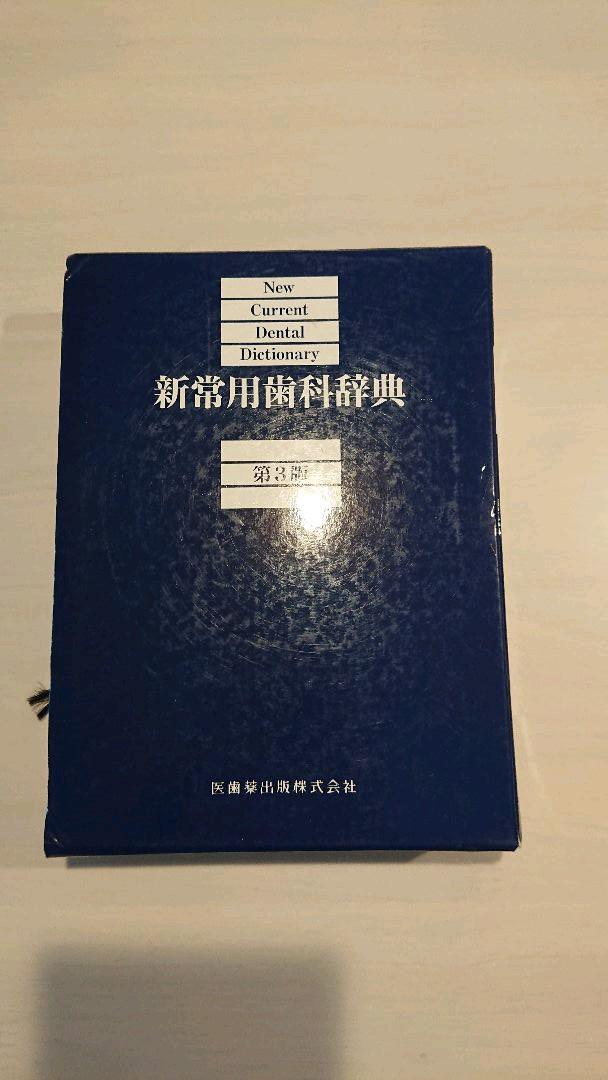 New
Current
Dental
Dictionary
新常用歯科辞典
第3版
医歯薬出版株式会社